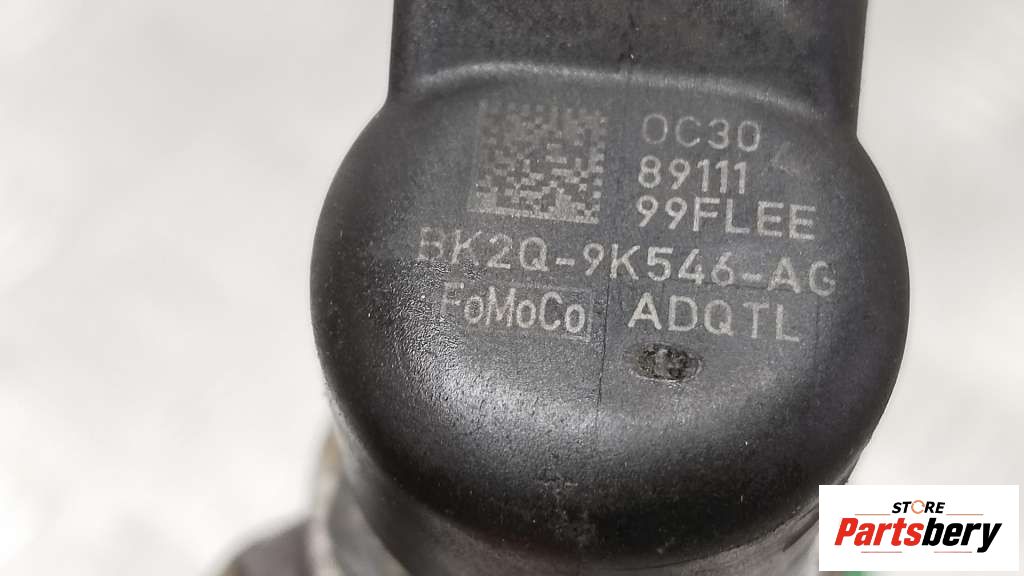 0C30
89111
99FLEE
BK2Q-9K546-AG
FoMoCo ADQTL
STORE
Partsbery